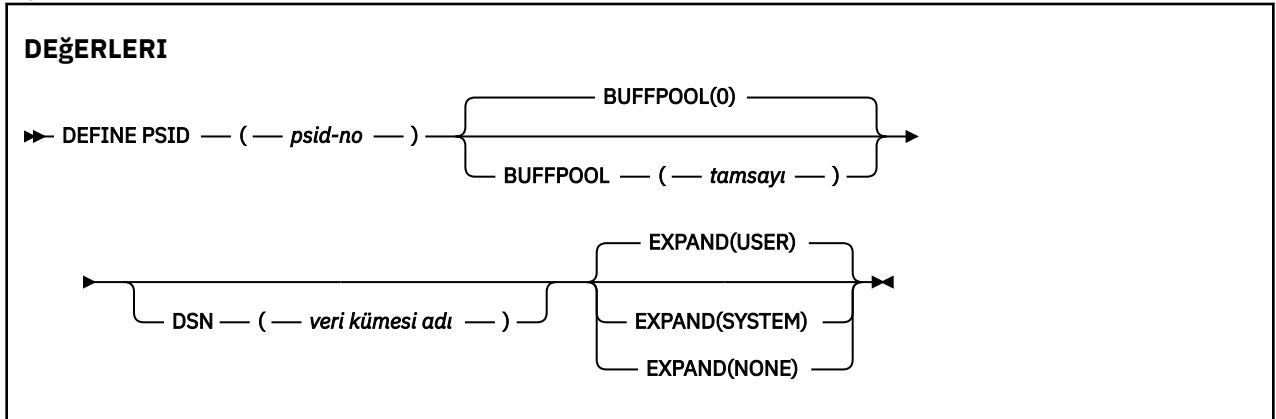 DEğERLERI
BUFFPOOL(0)
DEFINE PSID ( psid-no )
BUFFPOOL ( tamsayı )
EXPAND(USER)
DSN ( veri kümesi adı )
EXPAND(SYSTEM)
EXPAND(NONE)